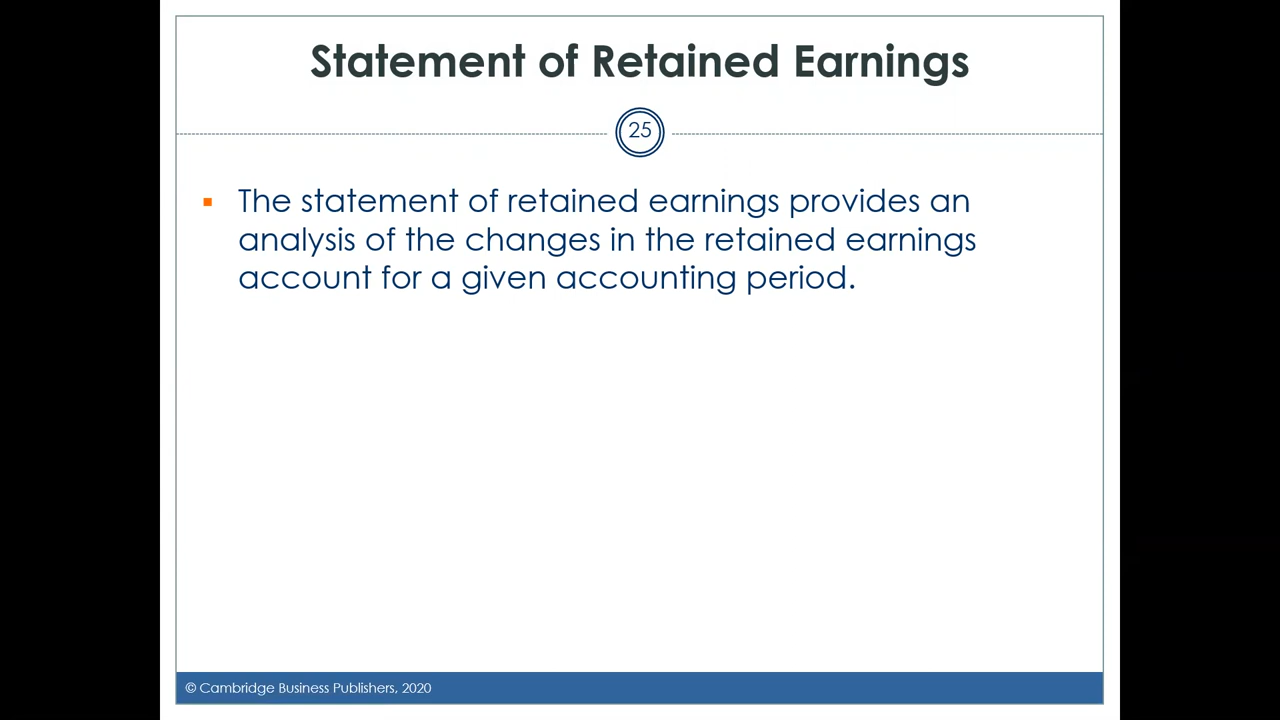 Statement of Retained Earnings
25
▪ The statement of retained earnings provides an
analysis of the changes in the retained earnings
account for a given accounting period.
© Cambridge Business Publishers, 2020